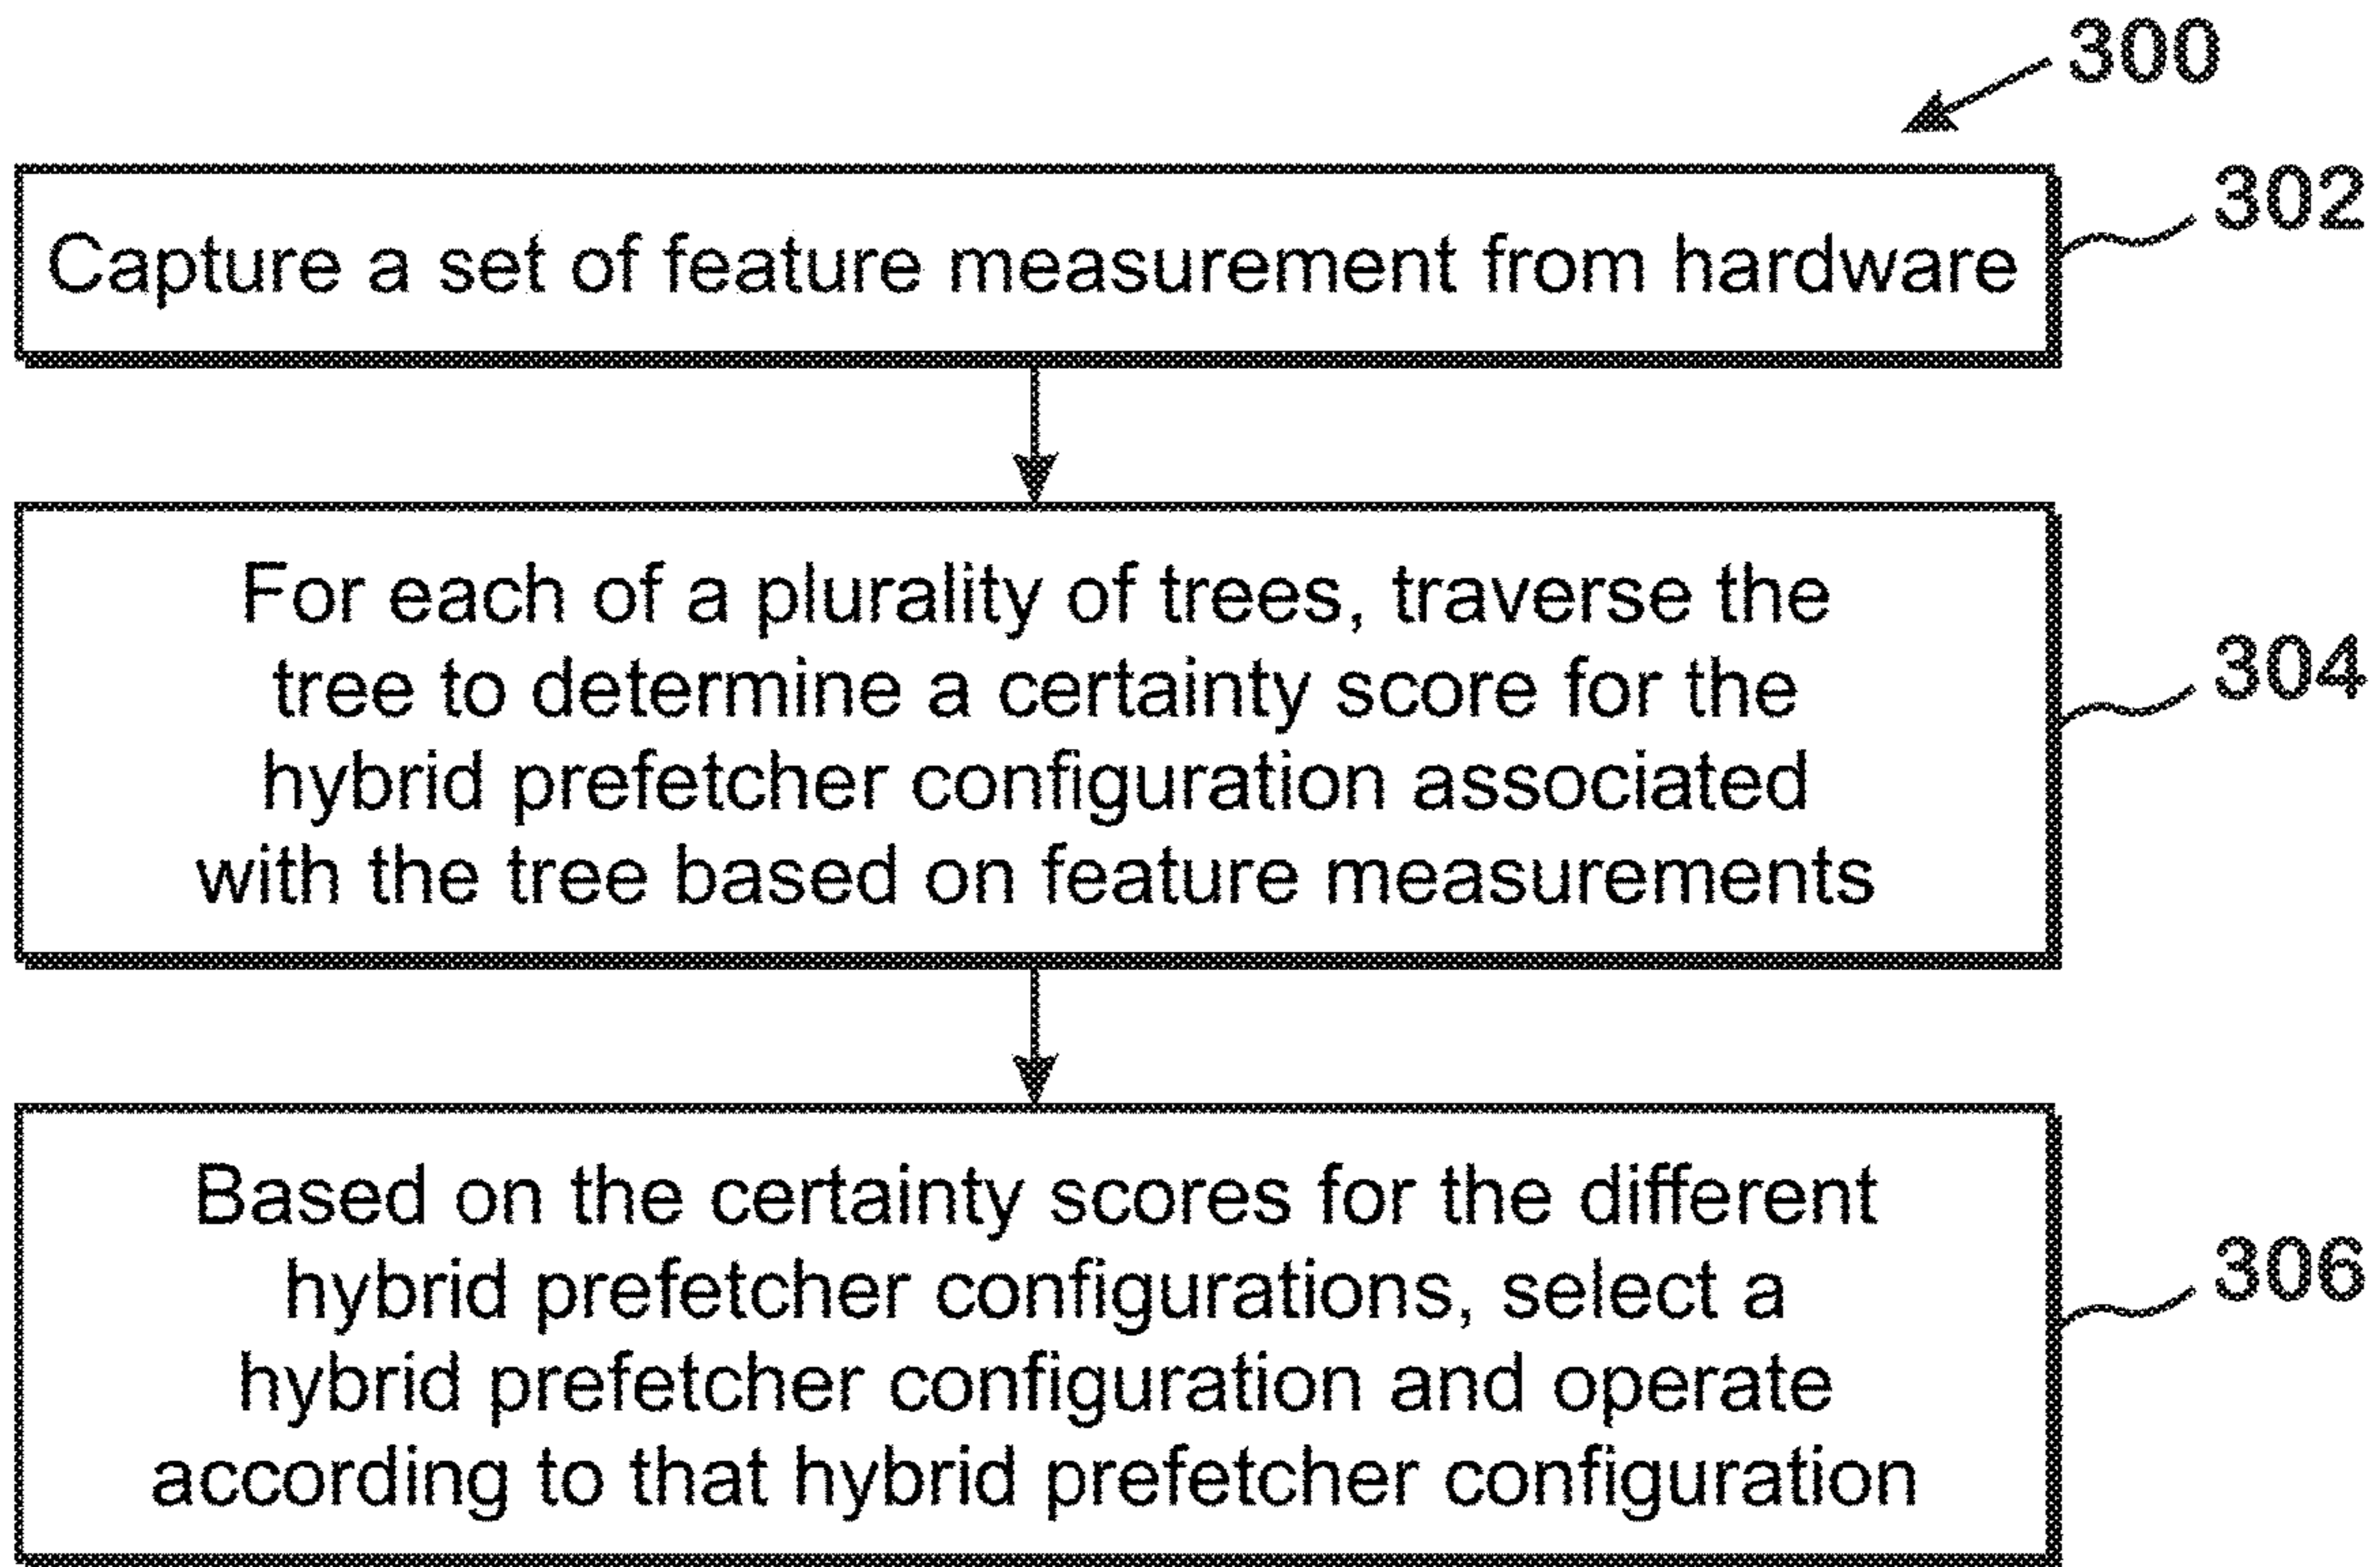 300
302
Capture a set of feature measurement from hardware
For each of a plurality of trees, traverse the
tree to determine a certainty score for the
304
hybrid prefetcher configuration associated
with the tree based on feature measurements
Based on the certainty scores for the different
306
hybrid prefetcher configurations, select a
hybrid prefetcher configuration and operate
according to that hybrid prefetcher configuration